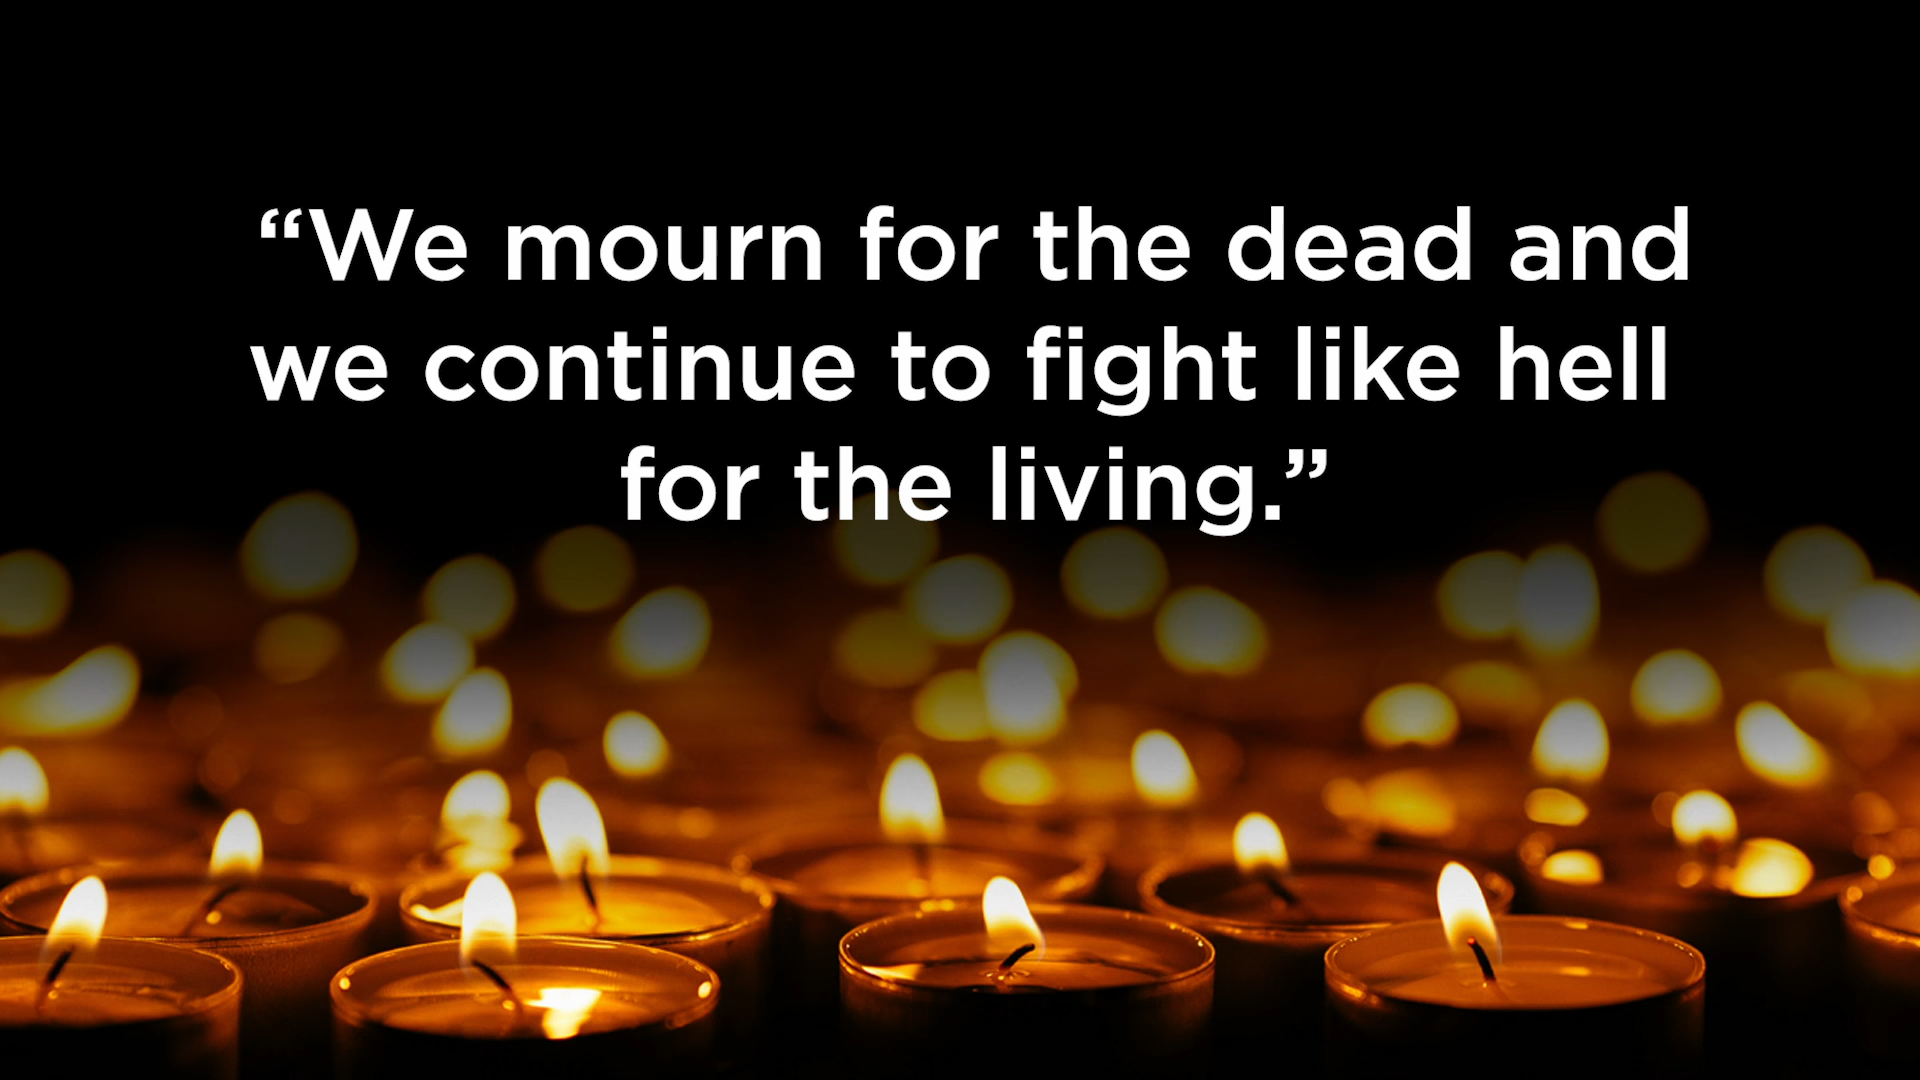 “We mourn for the dead and
we continue to fight like hell
for the living.”